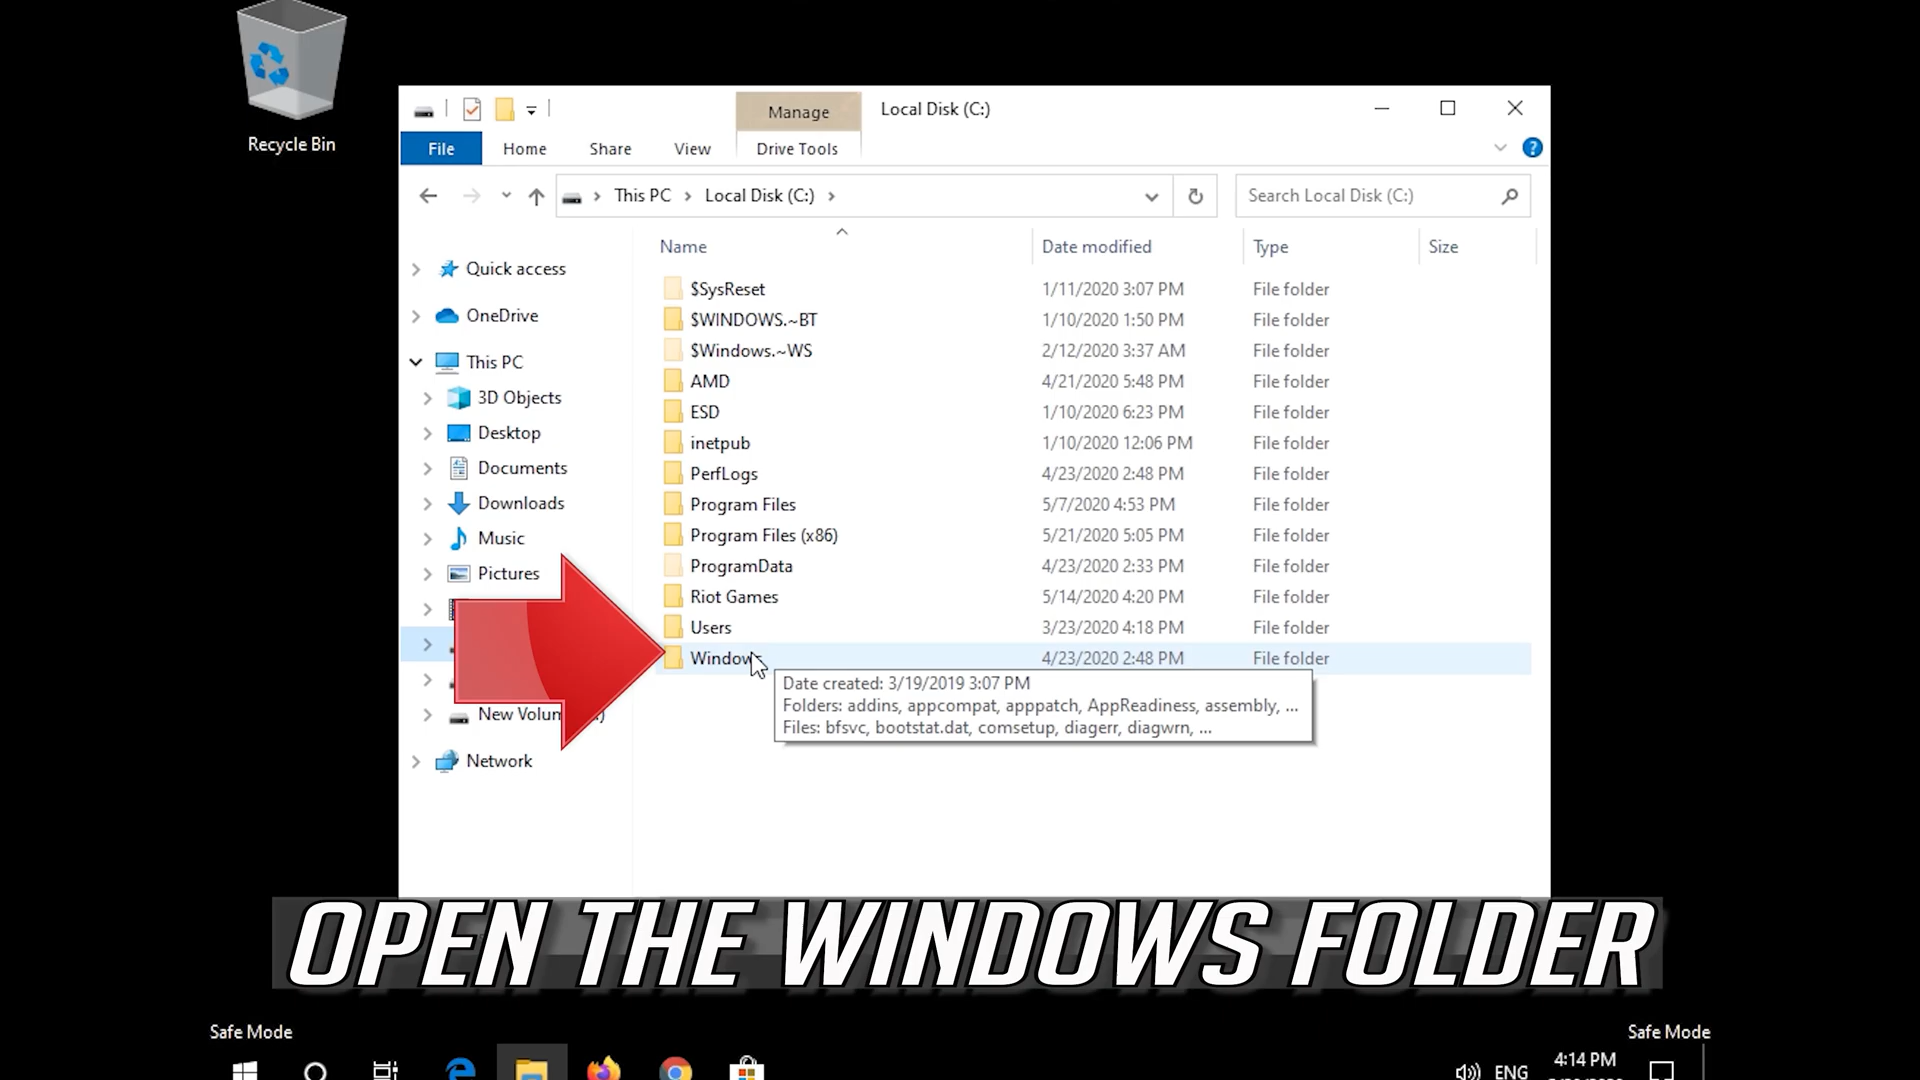 Recycle Bin
Manage
Local Disk (C:)
File
Home
Share
View
Drive Tools
This PC
Local Disk (C:)
Search Local Disk (C:)
Name
Date modified
Type
Size
Quick access
OneDrive
This PC
3D Objects
Desktop
Documents
Downloads
Music
Pictures
New Volum
Network
$SysReset 1/11/2020 3:07 PM File folder
$WINDOWS.~BT 1/10/2020 1:50 PM File folder
$Windows.~WS 2/12/2020 3:37 AM File folder
AMD 4/21/2020 5:48 PM File folder
ESD 1/10/2020 6:23 PM File folder
inetpub 1/10/2020 12:06 PM File folder
PerfLogs 4/23/2020 2:48 PM File folder
Program Files 5/7/2020 4:53 PM File folder
Program Files (x86) 5/21/2020 5:05 PM File folder
ProgramData 4/23/2020 2:33 PM File folder
Riot Games 5/14/2020 4:20 PM File folder
Users 3/23/2020 4:18 PM File folder
Windows 4/23/2020 2:48 PM File folder
Date created: 3/19/2019 3:07 PM
Folders: addins, appcompat, apppatch, AppReadiness, assembly, ...
Files: bfsvc, bootstat.dat, comsetup, diagerr, diagwrn, ...
OPEN THE WINDOWS FOLDER
Safe Mode
Safe Mode
4:14 PM
ENG